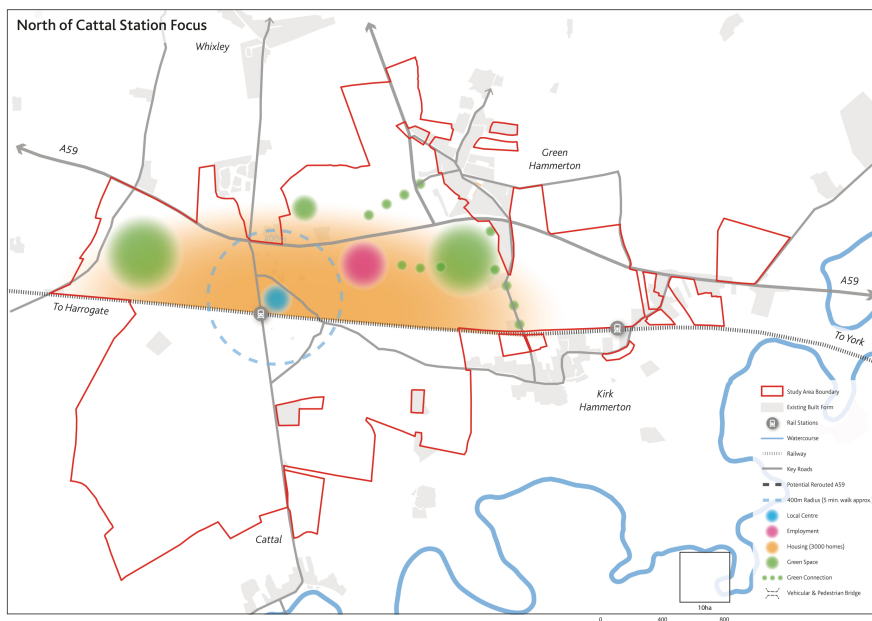 North of Cattal Station Focus
Whixley
A59
Green
Hammerton
A59
To Harrogate
To York
Kirk
Hammerton
Cattal
Study Area Boundary
Existing Built Form
Rail Stations
Watercourse
Railway
Key Roads
Potential Rerouted A59
400m Radius (5 min. walk approx.
Local Centre
Employment
Housing (3000 homes)
Green Space
Green Connection
Vehicular & Pedestrian Bridge
10ha
0 400 800